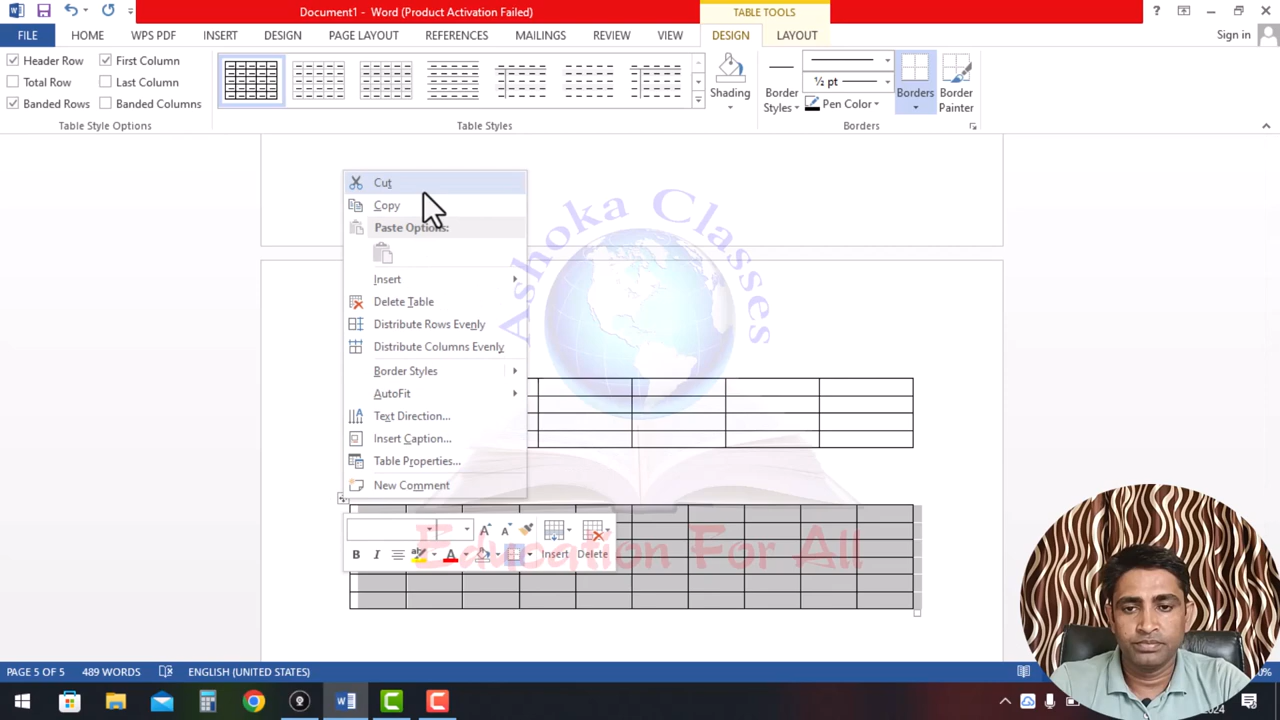 Document1 - Word (Product Activation Failed)
TABLE TOOLS
FILE HOME WPS PDF INSERT DESIGN PAGE LAYOUT REFERENCES MAILINGS REVIEW VIEW DESIGN LAYOUT Sign in
Header Row First Column
Total Row Last Column
Banded Rows Banded Columns
Table Style Options
Table Styles
Shading
Border Styles
½ pt
Pen Color
Borders
Border Painter
Borders
Cut
Copy
Paste Options:
Insert
Delete Table
Distribute Rows Evenly
Distribute Columns Evenly
Border Styles
AutoFit
Text Direction...
Insert Caption...
Table Properties...
New Comment
Ashoka Classes
Insert Delete
Education For All
PAGE 5 OF 5 489 WORDS ENGLISH (UNITED STATES)